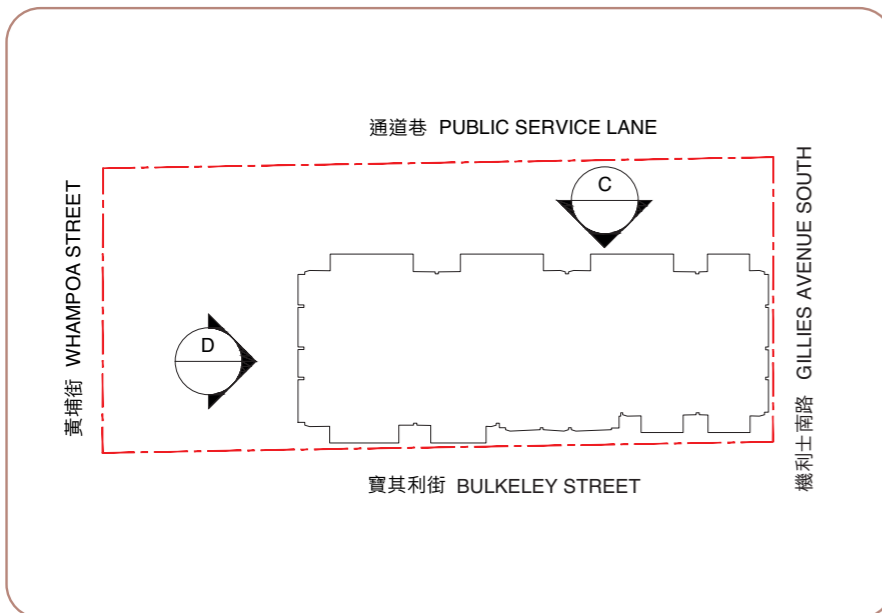 通道巷 PUBLIC SERVICE LANE
C
黃埔街 WHAMPOA STREET
D
機利士南路 GILLIES AVENUE SOUTH
寶其利街 BULKELEY STREET